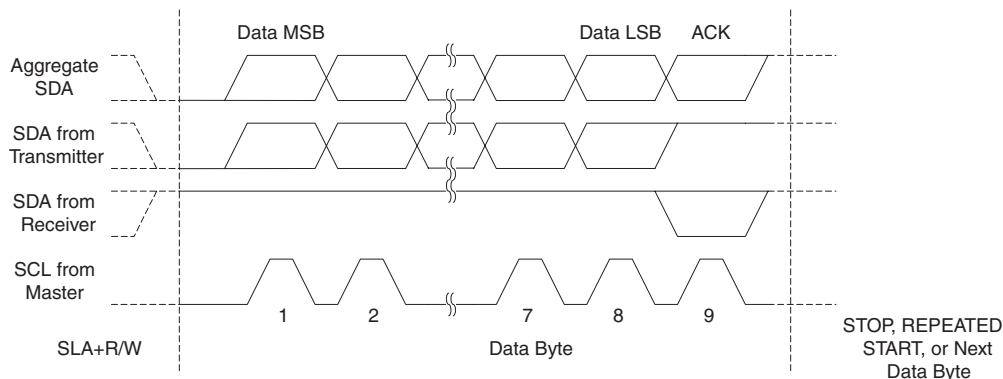 Data MSB
Data LSB
ACK
Aggregate
SDA
SDA from
Transmitter
SDA from
Receiver
SCL from
Master
1
2
7
8
9
SLA+R/W
Data Byte
STOP, REPEATED
START, or Next
Data Byte